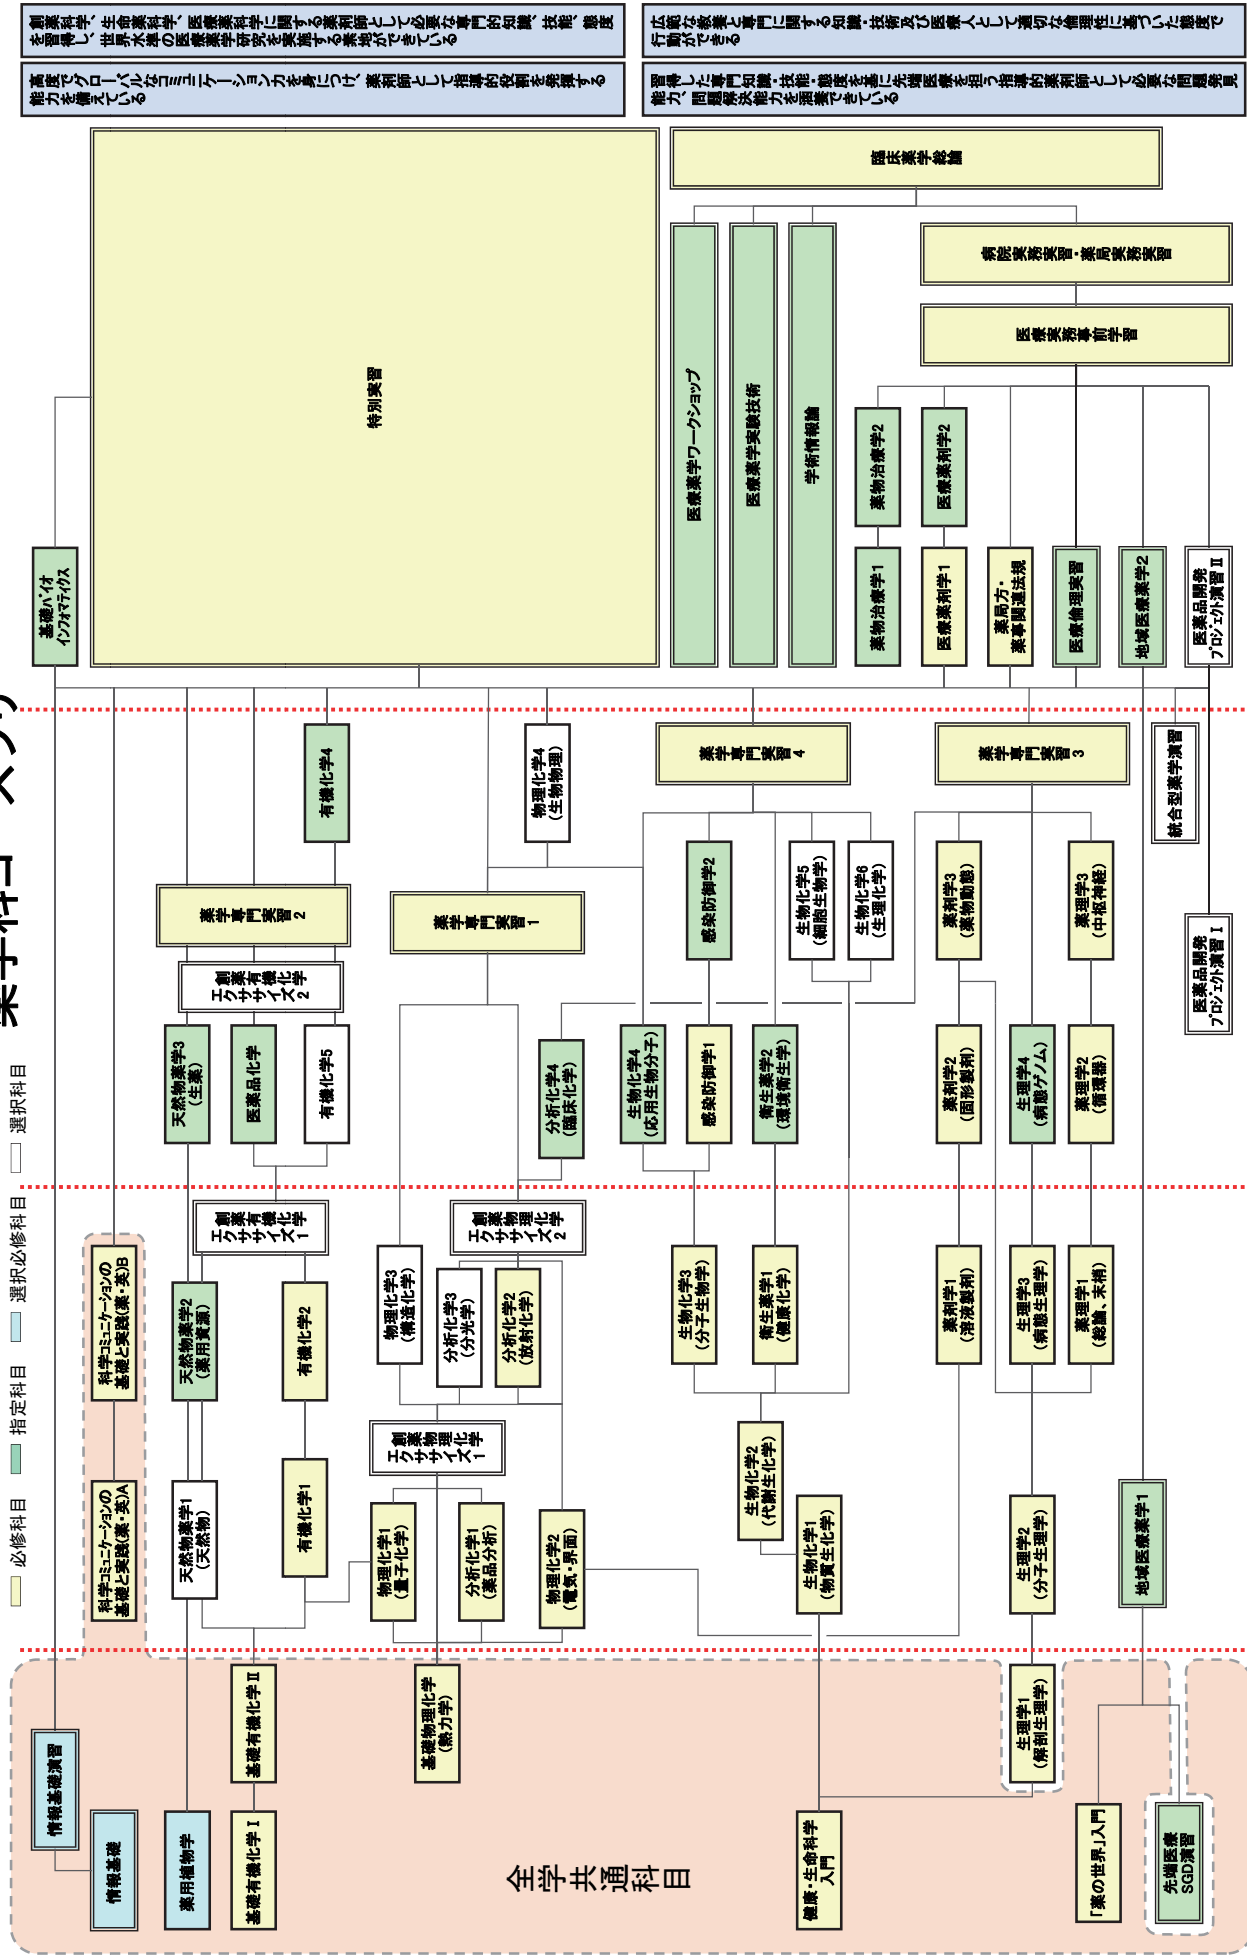 必修科目
指定科目
選択必修科目
選択科目
情報基礎演習
情報基礎
薬用植物学
基礎有機化学Ⅰ
基礎有機化学Ⅱ
基礎物理化学
(熱力学)
全学共通科目
健康・生命科学
入門
生理学1
(解剖生理学)
「薬の世界」入門
先端医療
SGD演習
科学コミュニケーションの
基礎と実践(薬・英)A
科学コミュニケーションの
基礎と実践(薬・英)B
天然物薬学1
(天然物)
天然物薬学2
(薬用資源)
有機化学1
有機化学2
創薬有機化学
エクササイズ
1
物理化学1
(量子化学)
分析化学1
(薬品分析)
物理化学2
(電気・界面)
創薬物理化学
エクササイズ
1
物理化学3
(構造化学)
分析化学3
(分光学)
分析化学2
(放射化学)
創薬物理化学
エクササイズ
2
生物化学2
(代謝生化学)
生物化学1
(物質生化学)
生物化学3
(分子生物学)
衛生薬学1
(健康化学)
薬剤学1
(溶液製剤)
生理学2
(分子生理学)
生理学3
(病態生理学)
薬理学1
(総論、末梢)
地域医療薬学1
天然物薬学3
(生薬)
医薬品化学
有機化学5
創薬有機化学
エクササイズ
2
薬学専門実習
2
有機化学4
薬学専門実習
1
分析化学4
(臨床化学)
物理化学4
(生物物理)
生物化学4
(応用生物分子)
感染防御学1
感染防御学2
衛生薬学2
(環境衛生学)
生物化学5
(細胞生物学)
生物化学6
(生理化学)
薬学専門実習
4
薬剤学2
(固形製剤)
薬剤学3
(薬物動態)
生理学4
(病態ゲノム)
薬理学2
(循環器)
薬理学3
(中枢神経)
薬学専門実習
3
統合型薬学演習
医薬品開発
プロジェクト演習Ⅰ
基礎バイオ
インフォマティクス
特別実習
医療薬学ワークショップ
医療薬学実験技術
学術情報論
薬物治療学1
薬物治療学2
医療薬剤学1
医療薬剤学2
薬局方・
薬事関連法規
医療倫理実習
地域医療薬学2
医薬品開発
プロジェクト演習Ⅱ
医療実務事前学習
病院実務実習・薬局実務実習
臨床薬学総論
創薬科学、生命薬科学、医療薬科学に関する薬剤師として必要な専門的知識、技能、態度
を習得し、世界水準の医療薬学研究を実施する素地ができている
高度でグローバルなコミュニケーション力を身につけ、薬剤師として指導的役割を発揮する
能力を備えている
広範な教養と専門に関する知識・技術及び医療人として適切な倫理性に基づいた態度で
行動ができる
習得した専門知識・技能・態度を基に先端医療を担う指導的薬剤師として必要な問題発見
能力、問題解決能力を涵養できている